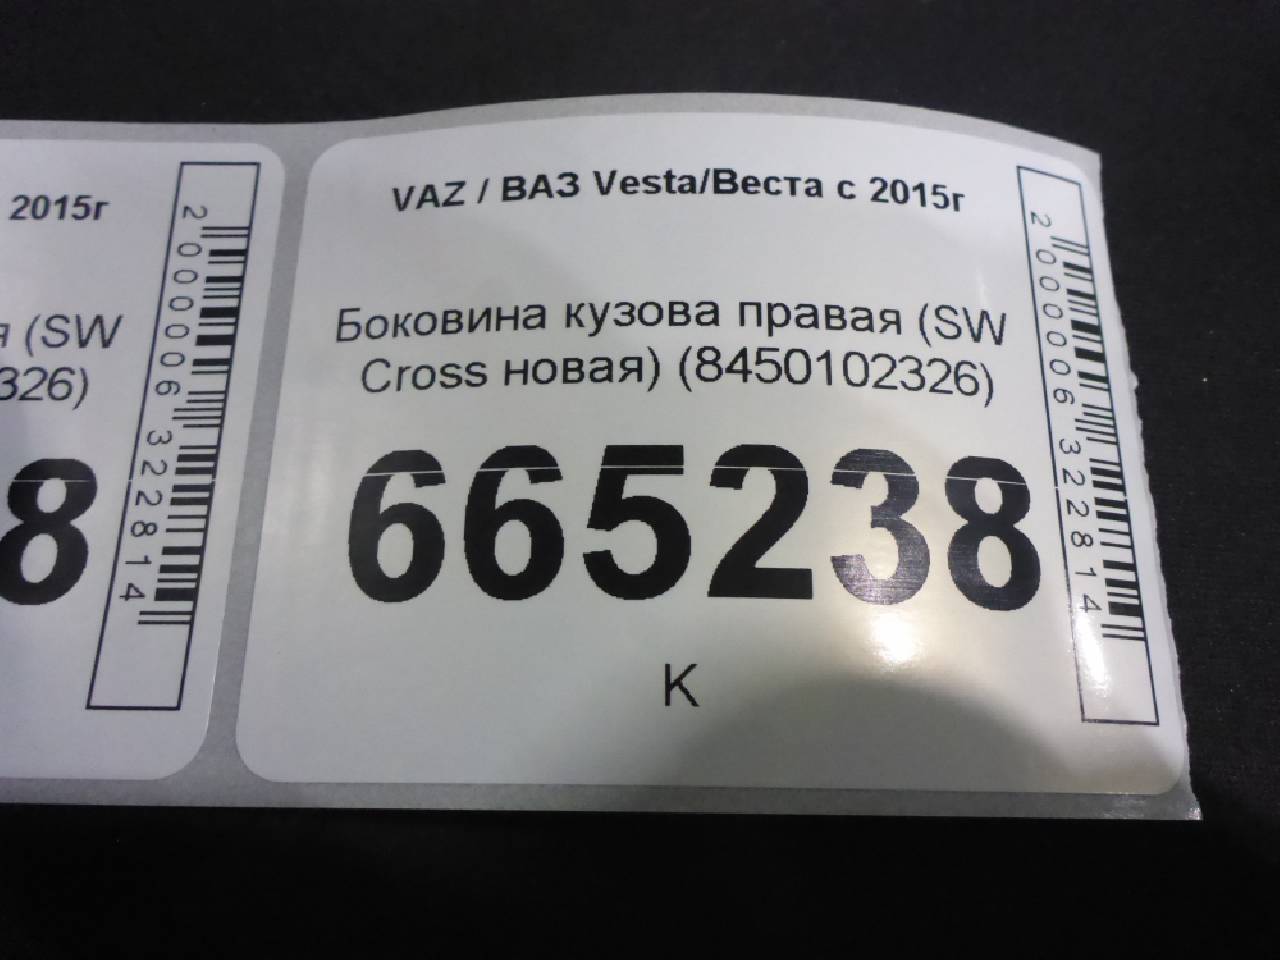 2015г
(SW
326)
8
2000006322814
VAZ / ВАЗ Vesta/Веста с 2015г
Боковина кузова правая (SW
Cross новая) (8450102326)
665238
К
2000006322814